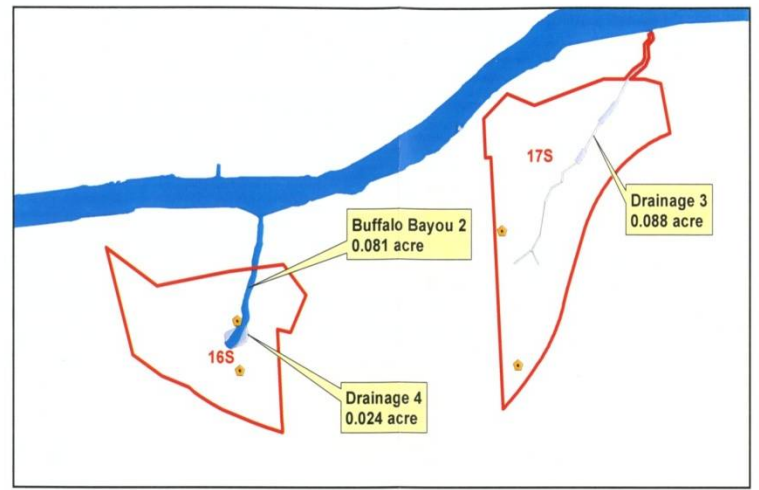 17S
Drainage 3
0.088 acre
Buffalo Bayou 2
0.081 acre
16S
Drainage 4
0.024 acre